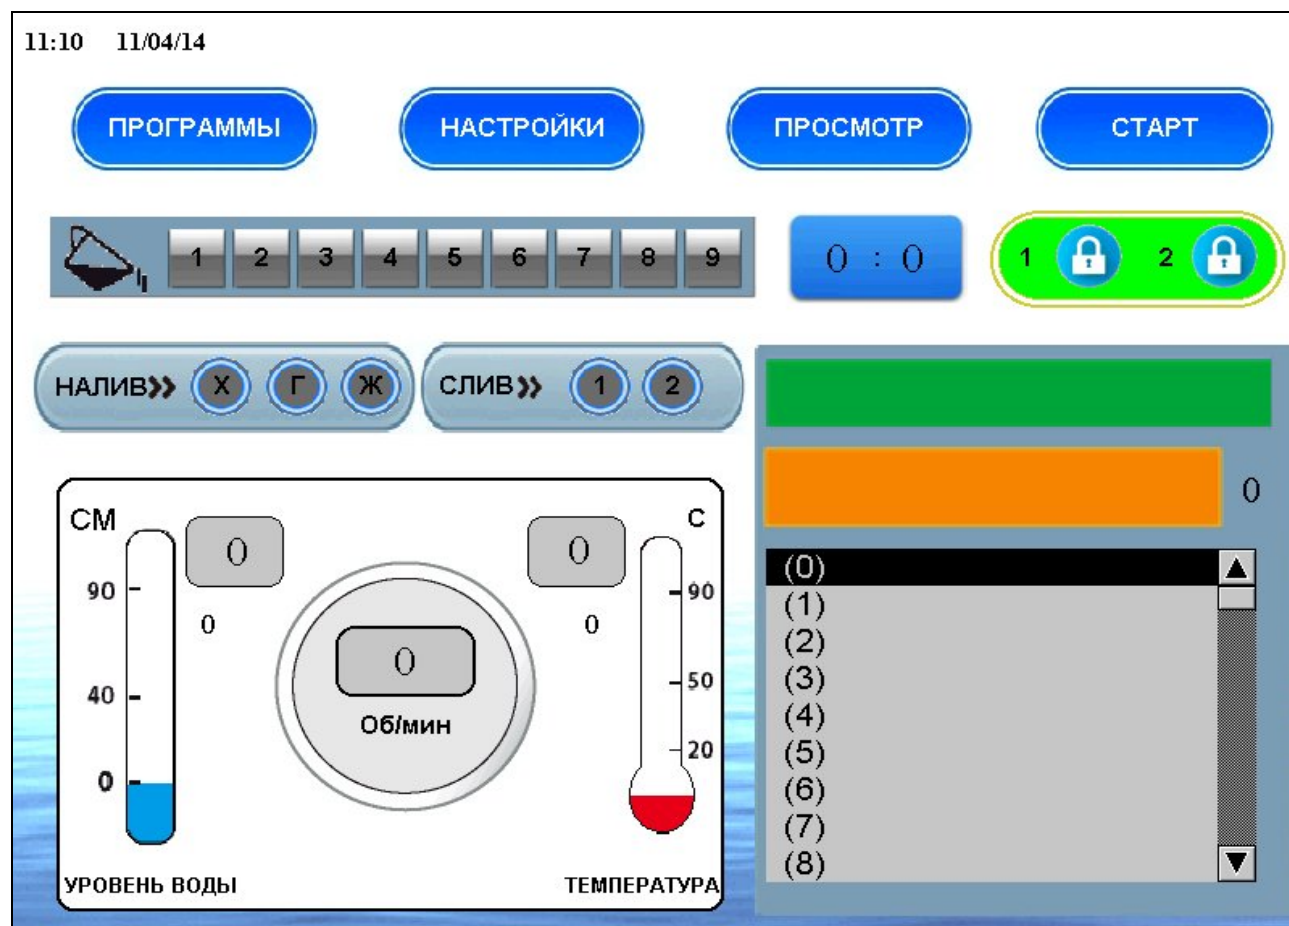 11:10 11/04/14
ПРОГРАММЫ НАСТРОЙКИ ПРОСМОТР СТАРТ
1 2 3 4 5 6 7 8 9 0 : 0 1 2
НАЛИВ Х Г Ж СЛИВ 1 2
0
СМ 0 0 С
90 0 0 90
0
40 50
Об/мин
20
0
УРОВЕНЬ ВОДЫ ТЕМПЕРАТУРА
(0)
(1)
(2)
(3)
(4)
(5)
(6)
(7)
(8)